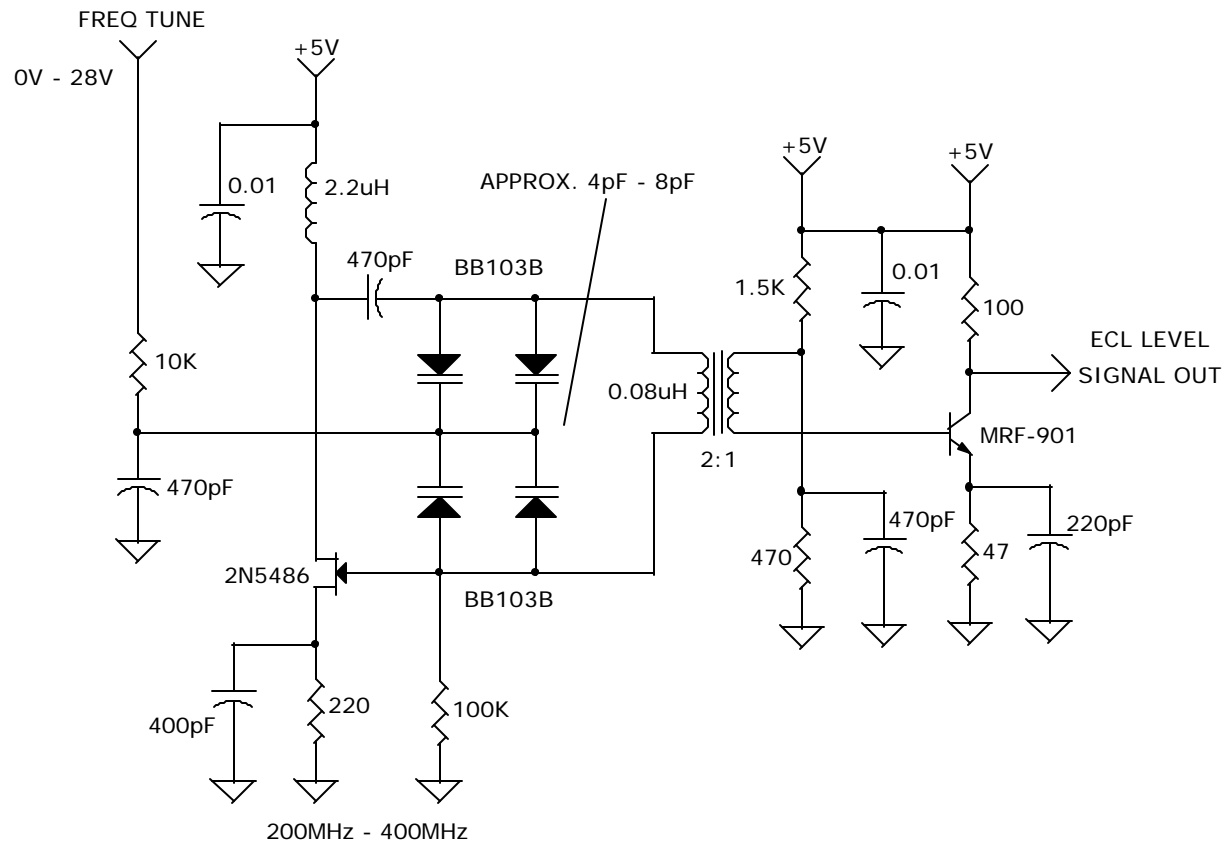 FREQ TUNE
0V - 28V
+5V
0.01
2.2uH
APPROX. 4pF - 8pF
+5V
+5V
470pF
BB103B
1.5K
0.01
100
10K
0.08uH
ECL LEVEL
SIGNAL OUT
2:1
MRF-901
470pF
2N5486
BB103B
470
470pF
47
220pF
400pF
220
100K
200MHz - 400MHz